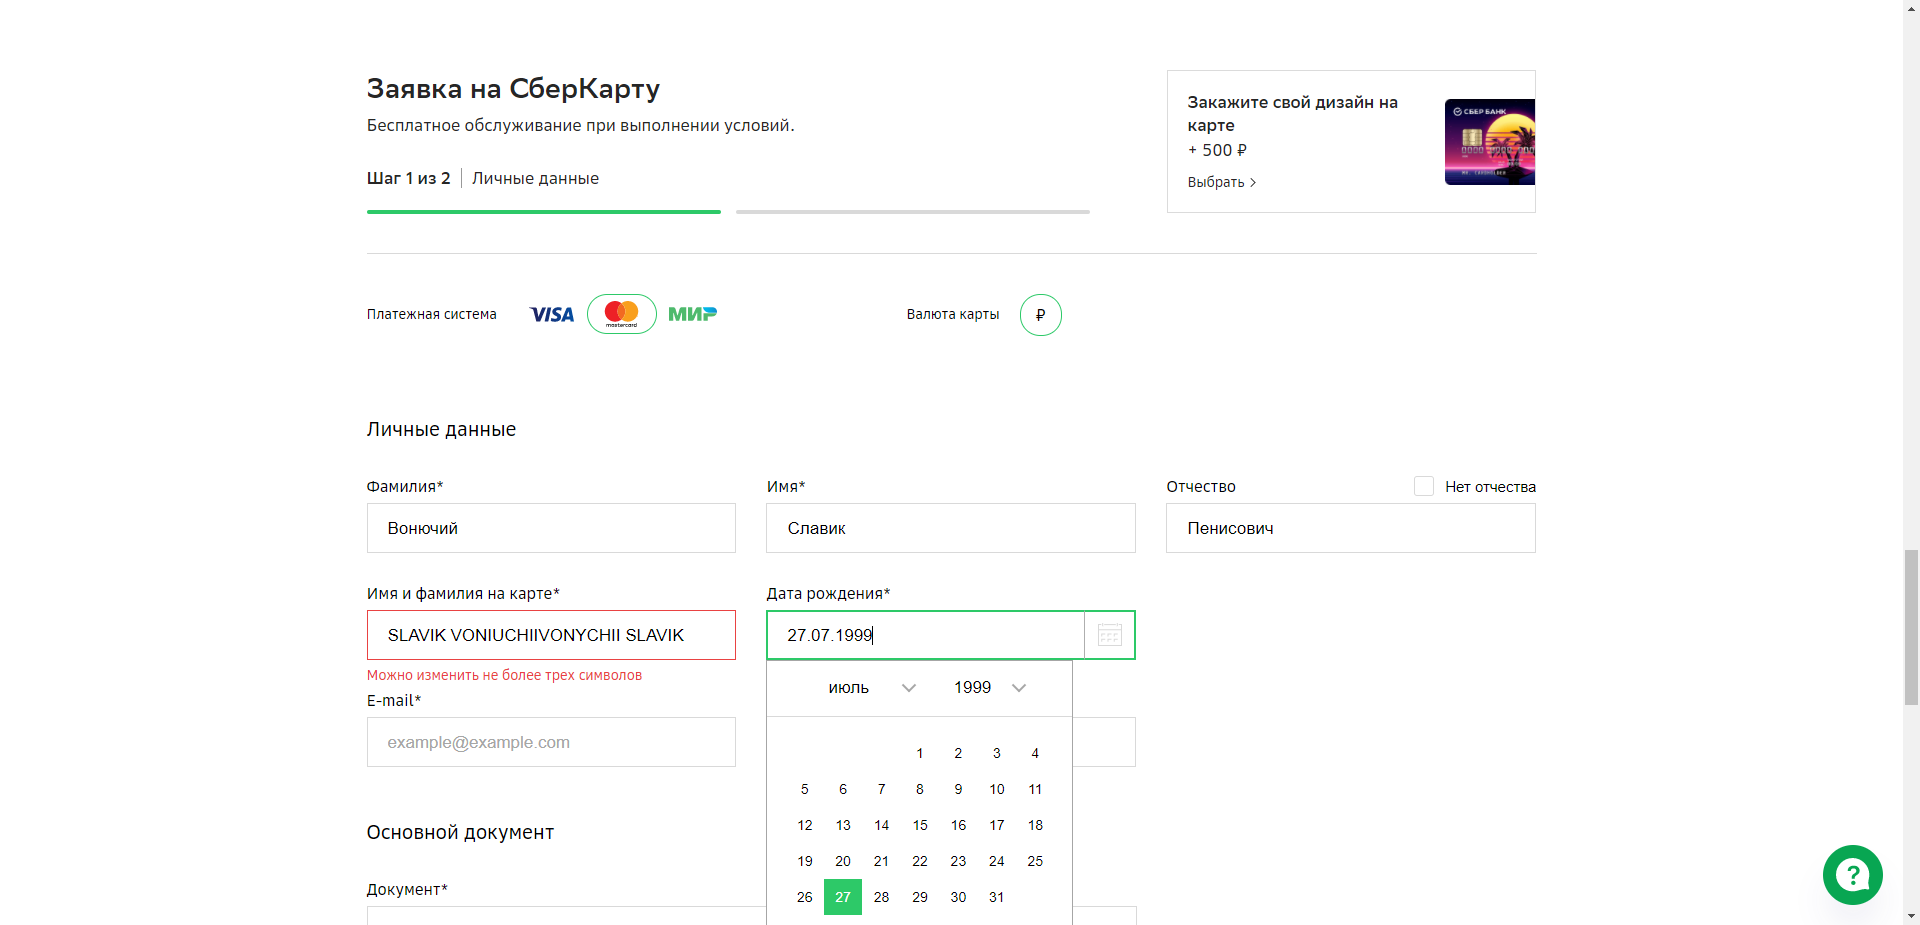 Заявка на СберКарту
Бесплатное обслуживание при выполнении условий.
Шаг 1 из 2 Личные данные
Закажите свой дизайн на
карте
+ 500 ₽
Выбрать
СБЕР БАНК
Платежная система
VISA
mastercard
МИР
Валюта карты
₽
Личные данные
Фамилия*
Имя*
Отчество
Нет отчества
Вонючий
Славик
Пенисович
Имя и фамилия на карте*
Дата рождения*
SLAVIK VONIUCHIIVONYCHII SLAVIK
27.07.1999
Можно изменить не более трех символов
июль 1999
E-mail*
example@example.com
1 2 3 4
5 6 7 8 9 10 11
12 13 14 15 16 17 18
19 20 21 22 23 24 25
26 27 28 29 30 31
Основной документ
Документ*
?